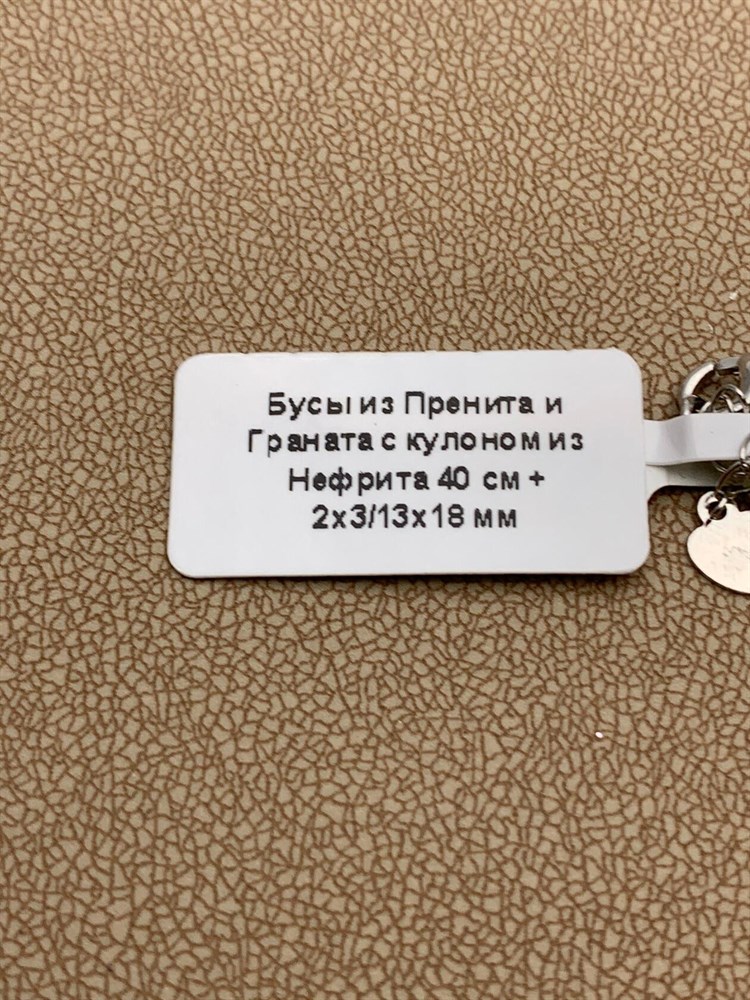 Бусы из Пренита и
Граната с кулоном из
Нефрита 40 см +
2х3/13х18 мм